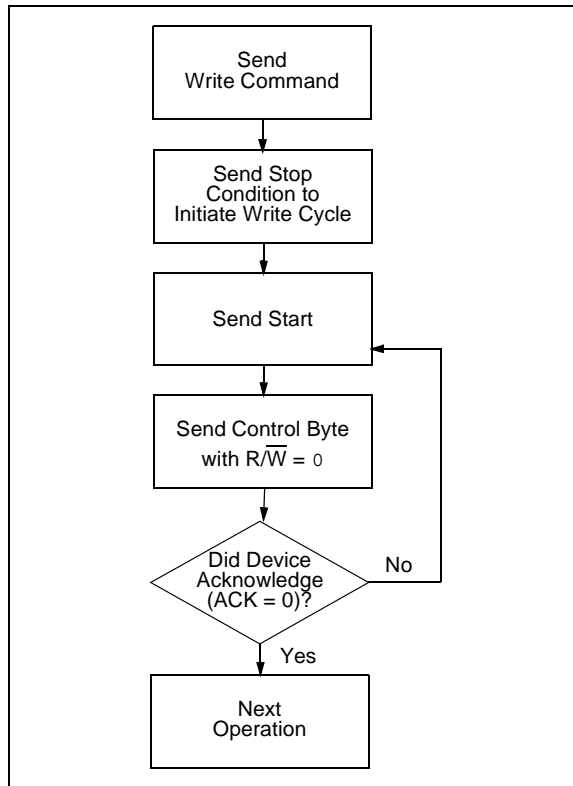 Send
Write Command
Send Stop
Condition to
Initiate Write Cycle
Send Start
Send Control Byte
with R/W̅ = 0
Did Device
Acknowledge
(ACK = 0)?
No
Yes
Next
Operation